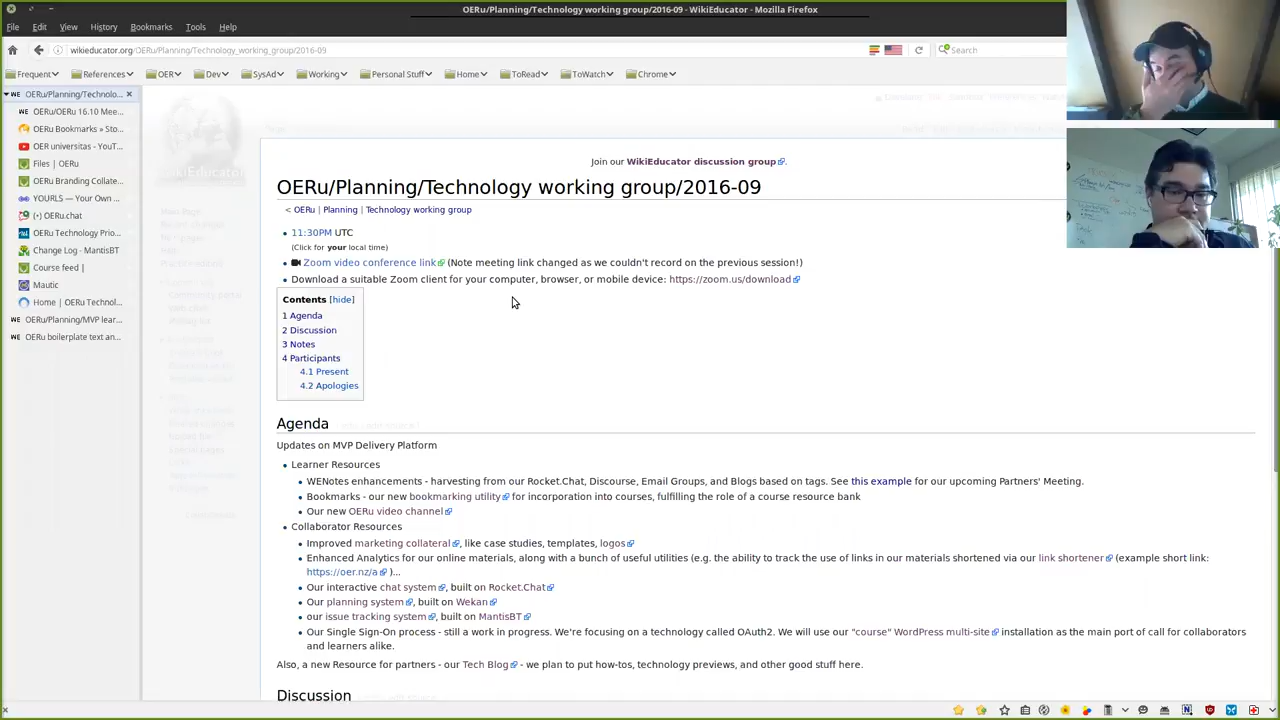 OERu/Planning/Technology working group/2016-09 - WikiEducator - Mozilla Firefox
File Edit View History Bookmarks Tools Help
wikieducator.org/OERu/Planning/Technology_working_group/2016-09
Search
Frequent References OER Dev SysAd Working Personal Stuff Home ToRead ToWatch Chrome
WE OERu/Planning/Technolo...
WE OERu/OERu 16.10 Mee...
OERu Bookmarks » Sto...
OER universitas - YouT...
Files | OERu
OERu Branding Collate...
YOURLS — Your Own ...
(•) OERu.chat
OERu Technology Prio...
Change Log - MantisBT
Course feed |
Mautic
Home | OERu Technol...
WE OERu/Planning/MVP lear...
WE OERu boilerplate text an...
Join our WikiEducator discussion group.
OERu/Planning/Technology working group/2016-09
< OERu | Planning | Technology working group
11:30PM UTC
(Click for your local time)
Zoom video conference link (Note meeting link changed as we couldn't record on the previous session!)
Download a suitable Zoom client for your computer, browser, or mobile device: https://zoom.us/download
Contents [hide]
1 Agenda
2 Discussion
3 Notes
4 Participants
4.1 Present
4.2 Apologies
Agenda
Updates on MVP Delivery Platform
Learner Resources
WENotes enhancements - harvesting from our Rocket.Chat, Discourse, Email Groups, and Blogs based on tags. See this example for our upcoming Partners' Meeting.
Bookmarks - our new bookmarking utility for incorporation into courses, fulfilling the role of a course resource bank
Our new OERu video channel
Collaborator Resources
Improved marketing collateral, like case studies, templates, logos
Enhanced Analytics for our online materials, along with a bunch of useful utilities (e.g. the ability to track the use of links in our materials shortened via our link shortener (example short link:
https://oer.nz/a )...
Our interactive chat system, built on Rocket.Chat
Our planning system, built on Wekan
our issue tracking system, built on MantisBT
Our Single Sign-On process - still a work in progress. We're focusing on a technology called OAuth2. We will use our "course" WordPress multi-site installation as the main port of call for collaborators
and learners alike.
Also, a new Resource for partners - our Tech Blog - we plan to put how-tos, technology previews, and other good stuff here.
Discussion